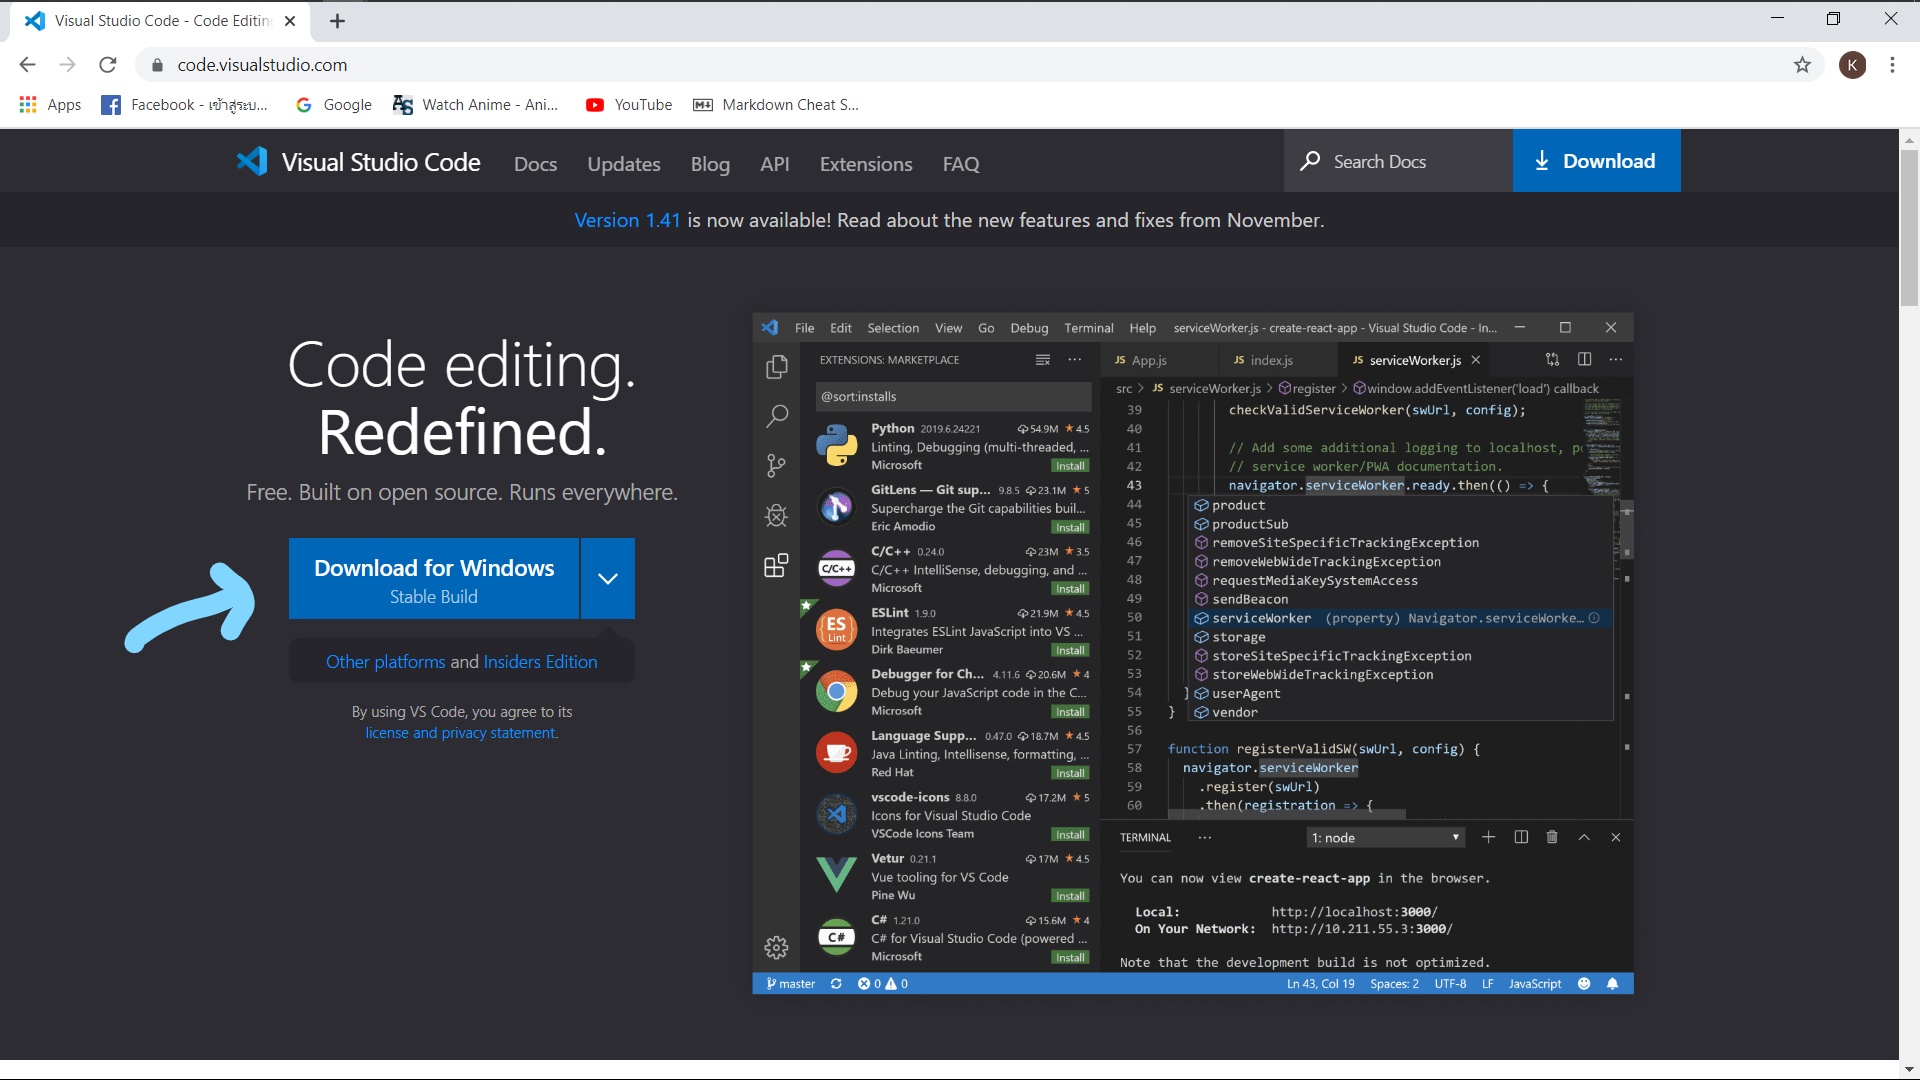 Visual Studio Code - Code Editin
code.visualstudio.com
K
Apps
Facebook - เข้าสู่ระบ...
Google
Watch Anime - Ani...
YouTube
Markdown Cheat S...
Visual Studio Code
Docs
Updates
Blog
API
Extensions
FAQ
Search Docs
Download
Version 1.41 is now available! Read about the new features and fixes from November.
Code editing.
Redefined.
Free. Built on open source. Runs everywhere.
Download for Windows
Stable Build
Other platforms and Insiders Edition
By using VS Code, you agree to its
license and privacy statement.
File Edit Selection View Go Debug Terminal Help serviceWorker.js - create-react-app - Visual Studio Code - In...
EXTENSIONS: MARKETPLACE
@sort:installs
Python 2019.6.24221 54.9M 4.5
Linting, Debugging (multi-threaded, ...
Microsoft Install
GitLens — Git sup... 9.8.5 23.1M 5
Supercharge the Git capabilities buil...
Eric Amodio Install
C/C++ 0.24.0 23M 3.5
C/C++
C/C++ IntelliSense, debugging, and ...
Microsoft Install
ESLint 1.9.0 21.9M 4.5
ES
Lint
Integrates ESLint JavaScript into VS ...
Dirk Baeumer Install
Debugger for Ch... 4.11.6 20.6M 4
Debug your JavaScript code in the C...
Microsoft Install
Language Supp... 0.47.0 18.7M 4.5
Java Linting, Intellisense, formatting, ...
Red Hat Install
vscode-icons 8.8.0 17.2M 5
Icons for Visual Studio Code
VSCode Icons Team Install
Vetur 0.21.1 17M 4.5
Vue tooling for VS Code
Pine Wu Install
C# 1.21.0 15.6M 4
C#
C# for Visual Studio Code (powered ...
Microsoft Install
JS App.js
JS index.js
JS serviceWorker.js
src > JS serviceWorker.js > register > window.addEventListener('load') callback
39 checkValidServiceWorker(swUrl, config);
40
41 // Add some additional logging to localhost, p
42 // service worker/PWA documentation.
43 navigator.serviceWorker.ready.then(() => {
44 product
45 productSub
46 removeSiteSpecificTrackingException
47 removeWebWideTrackingException
48 requestMediaKeySystemAccess
49 sendBeacon
50 serviceWorker (property) Navigator.serviceWorke...
51 storage
52 storeSiteSpecificTrackingException
53 storeWebWideTrackingException
54 } userAgent
55 } vendor
56
57 function registerValidSW(swUrl, config) {
58 navigator.serviceWorker
59 .register(swUrl)
60 .then(registration => {
TERMINAL ... 1: node
You can now view create-react-app in the browser.
Local: http://localhost:3000/
On Your Network: http://10.211.55.3:3000/
Note that the development build is not optimized.
master 0 0 Ln 43, Col 19 Spaces: 2 UTF-8 LF JavaScript